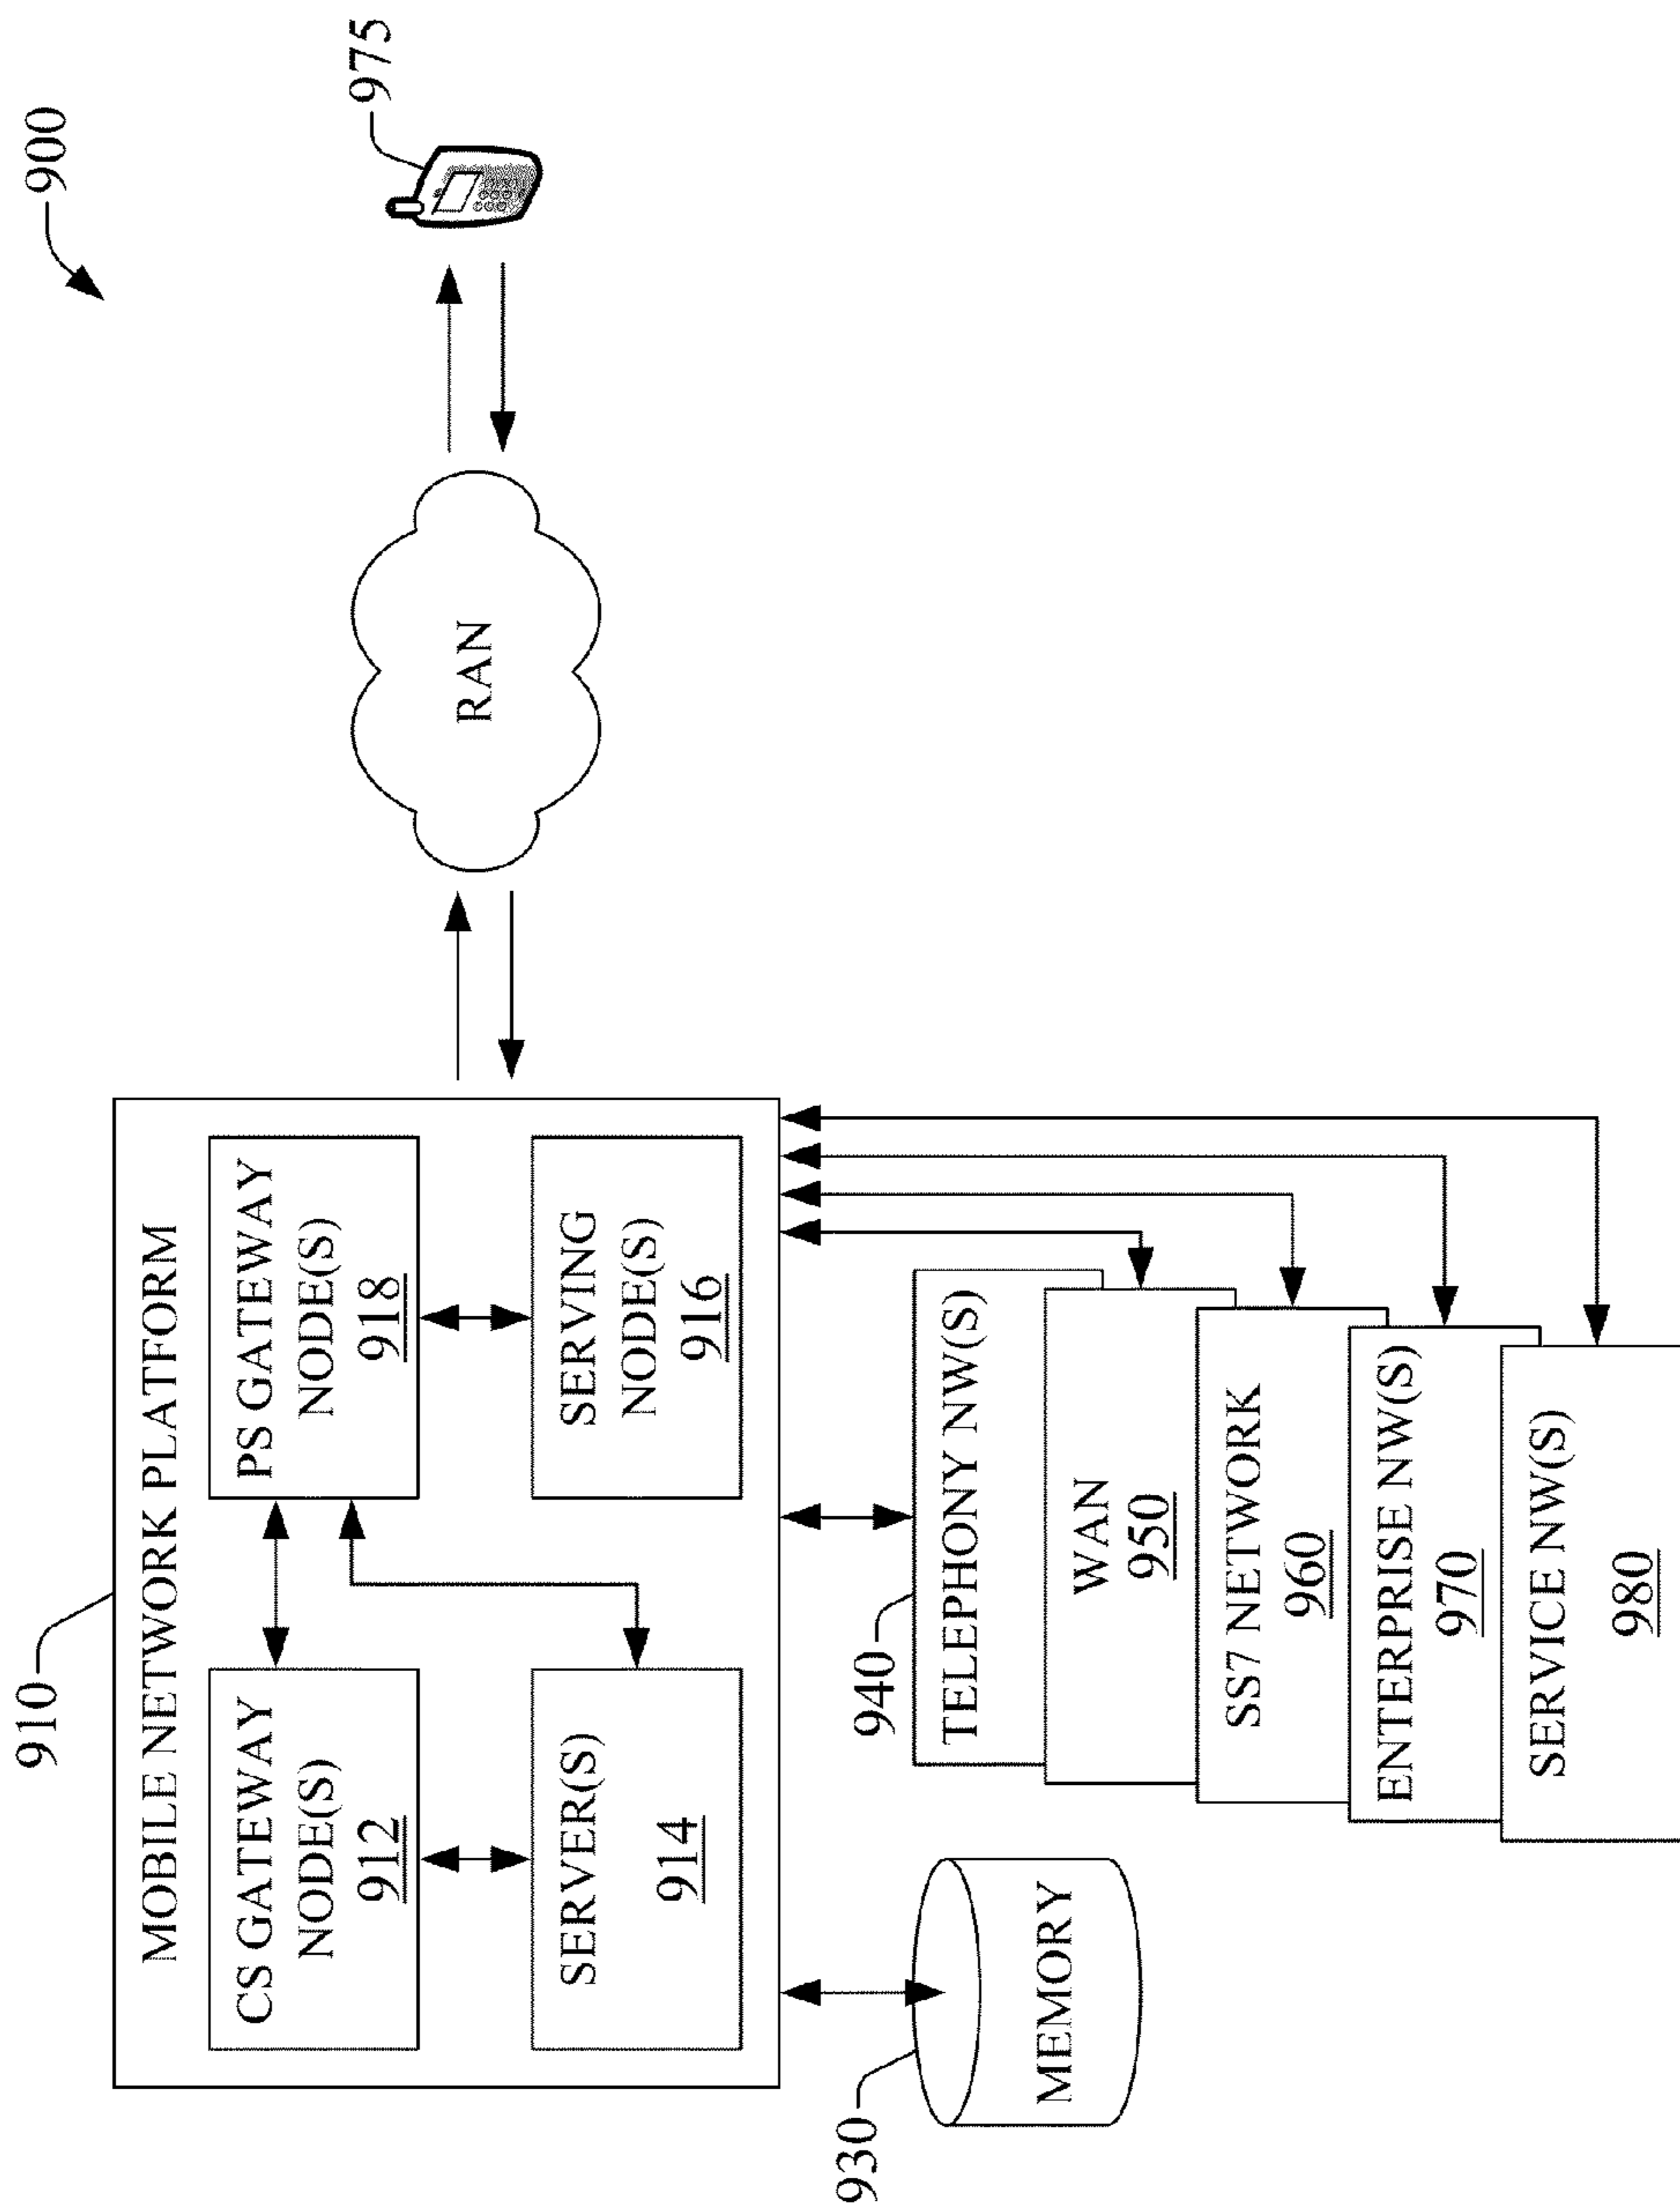 900
910
MOBILE NETWORK PLATFORM
CS GATEWAY
NODE(S)
912
PS GATEWAY
NODE(S)
918
SERVER(S)
914
SERVING
NODE(S)
916
RAN
975
930
MEMORY
940
TELEPHONY NW(S)
WAN
950
SS7 NETWORK
960
ENTERPRISE NW(S)
970
SERVICE NW(S)
980